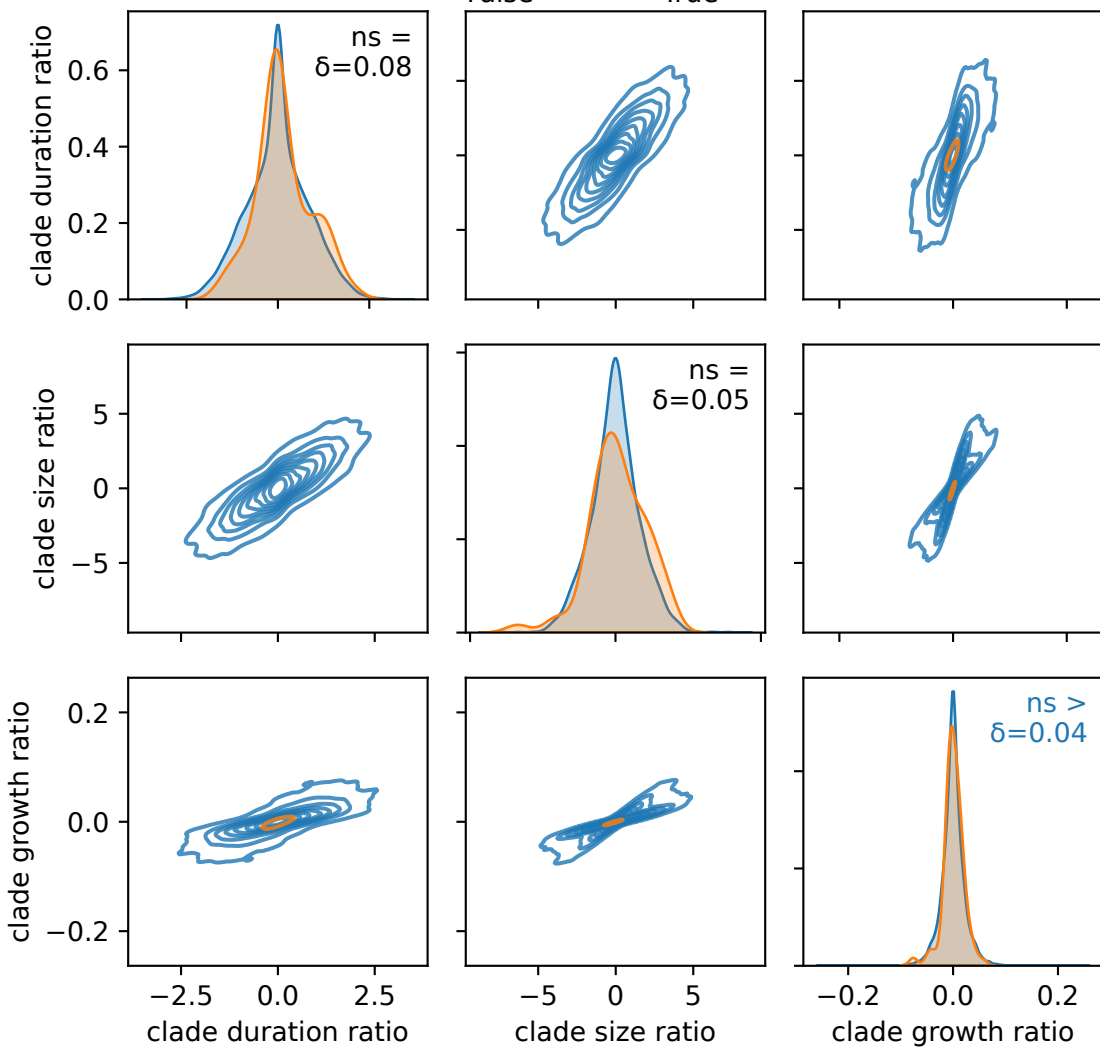 clade duration ratio
0.6
0.4
0.2
0.0
ns =
δ=0.08
clade size ratio
5
0
−5
ns =
δ=0.05
clade growth ratio
0.2
0.0
−0.2
ns >
δ=0.04
−2.5 0.0 2.5
clade duration ratio
−5 0 5
clade size ratio
−0.2 0.0 0.2
clade growth ratio